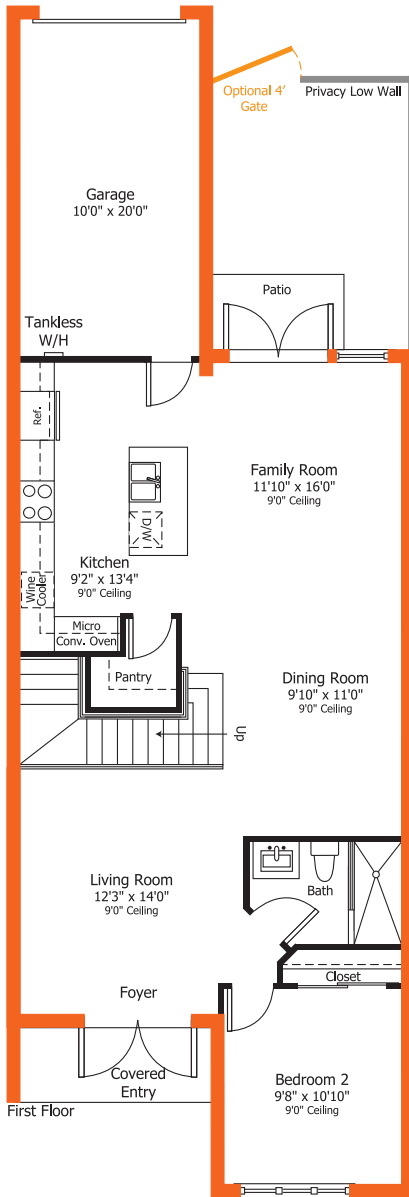 Optional 4'
Gate
Privacy Low Wall
Garage
10'0" x 20'0"
Patio
Tankless
W/H
Ref.
Family Room
11'10" x 16'0"
9'0" Ceiling
D/W
Kitchen
9'2" x 13'4"
9'0" Ceiling
Wine
Cooler
Micro
Conv. Oven
Pantry
Dining Room
9'10" x 11'0"
9'0" Ceiling
Up
Living Room
12'3" x 14'0"
9'0" Ceiling
Bath
Closet
Foyer
Covered
Entry
Bedroom 2
9'8" x 10'10"
9'0" Ceiling
First Floor